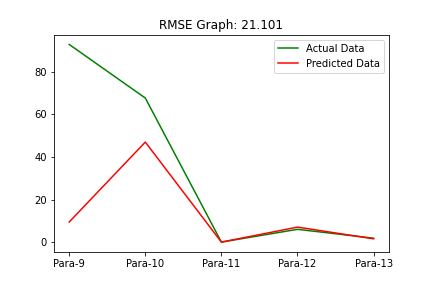 RMSE Graph: 21.101
Actual Data
Predicted Data
80
60
40
20
0
Para-9 Para-10 Para-11 Para-12 Para-13